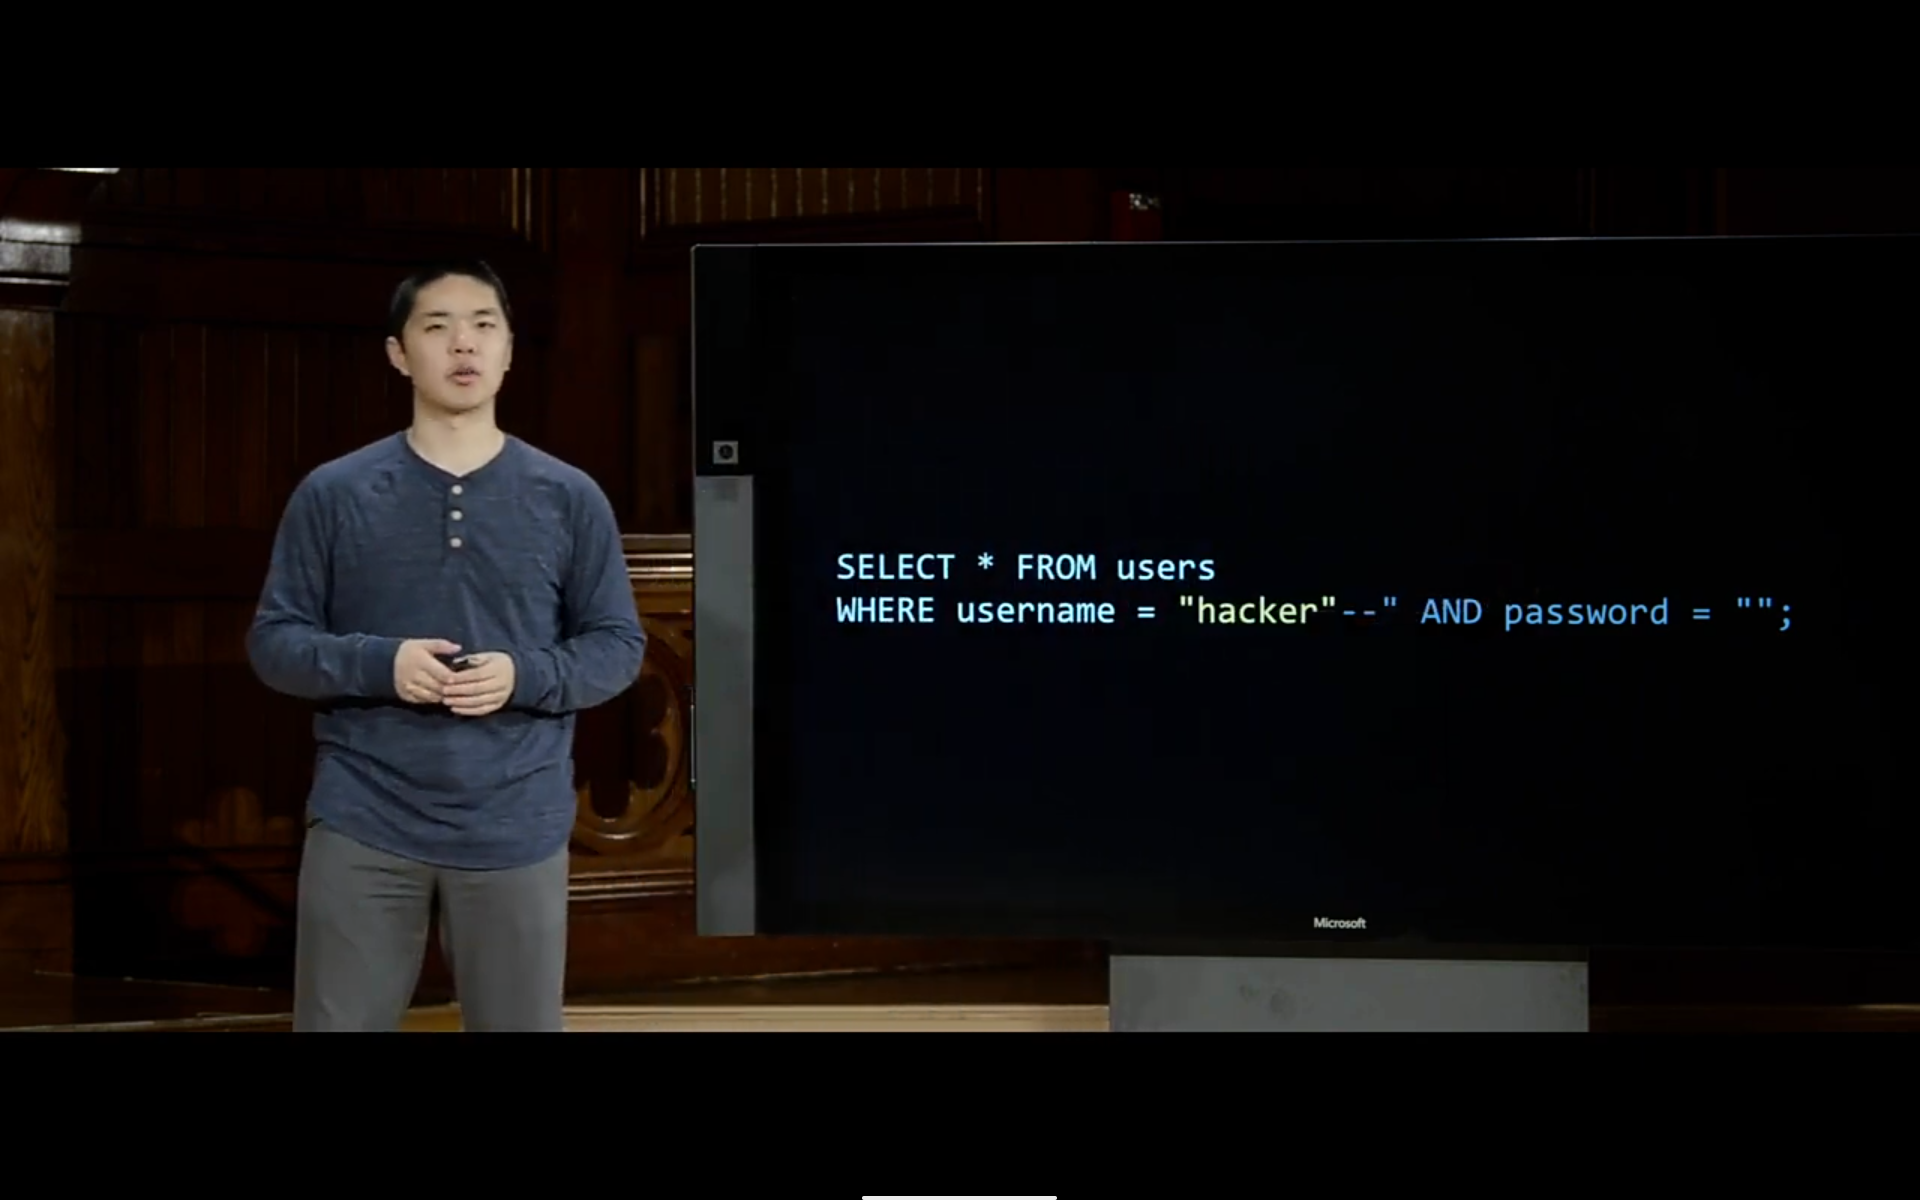 SELECT * FROM users
WHERE username = "hacker"--" AND password = "";
Microsoft